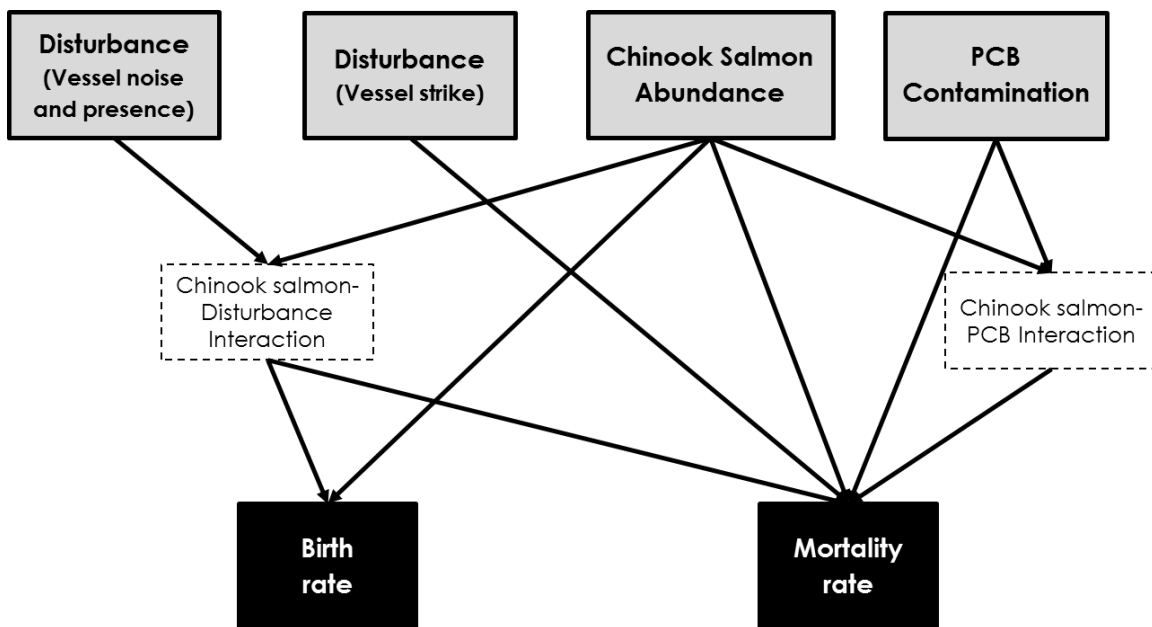 Disturbance
(Vessel noise
and presence)
Disturbance
(Vessel strike)
Chinook Salmon
Abundance
PCB
Contamination
Chinook salmon-
Disturbance
Interaction
Chinook salmon-
PCB Interaction
Birth
rate
Mortality
rate